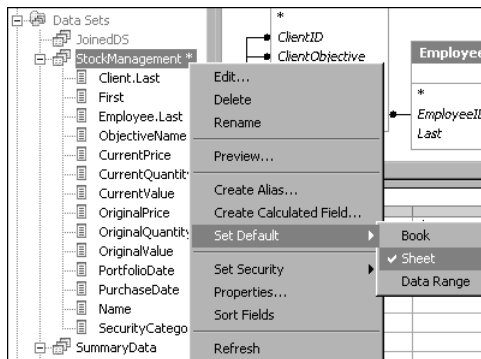 Data Sets
JoinedDS
StockManagement *
Client.Last
First
Employee.Last
ObjectiveName
CurrentPrice
CurrentQuantit
CurrentValue
OriginalPrice
OriginalQuantity
OriginalValue
PortfolioDate
PurchaseDate
Name
SecurityCatego
SummaryData
*
ClientID
ClientObjective
Employee
*
EmployeeID
Last
Edit...
Delete
Rename
Preview...
Create Alias...
Create Calculated Field...
Set Default
Set Security
Properties...
Sort Fields
Refresh
Book
Sheet
Data Range